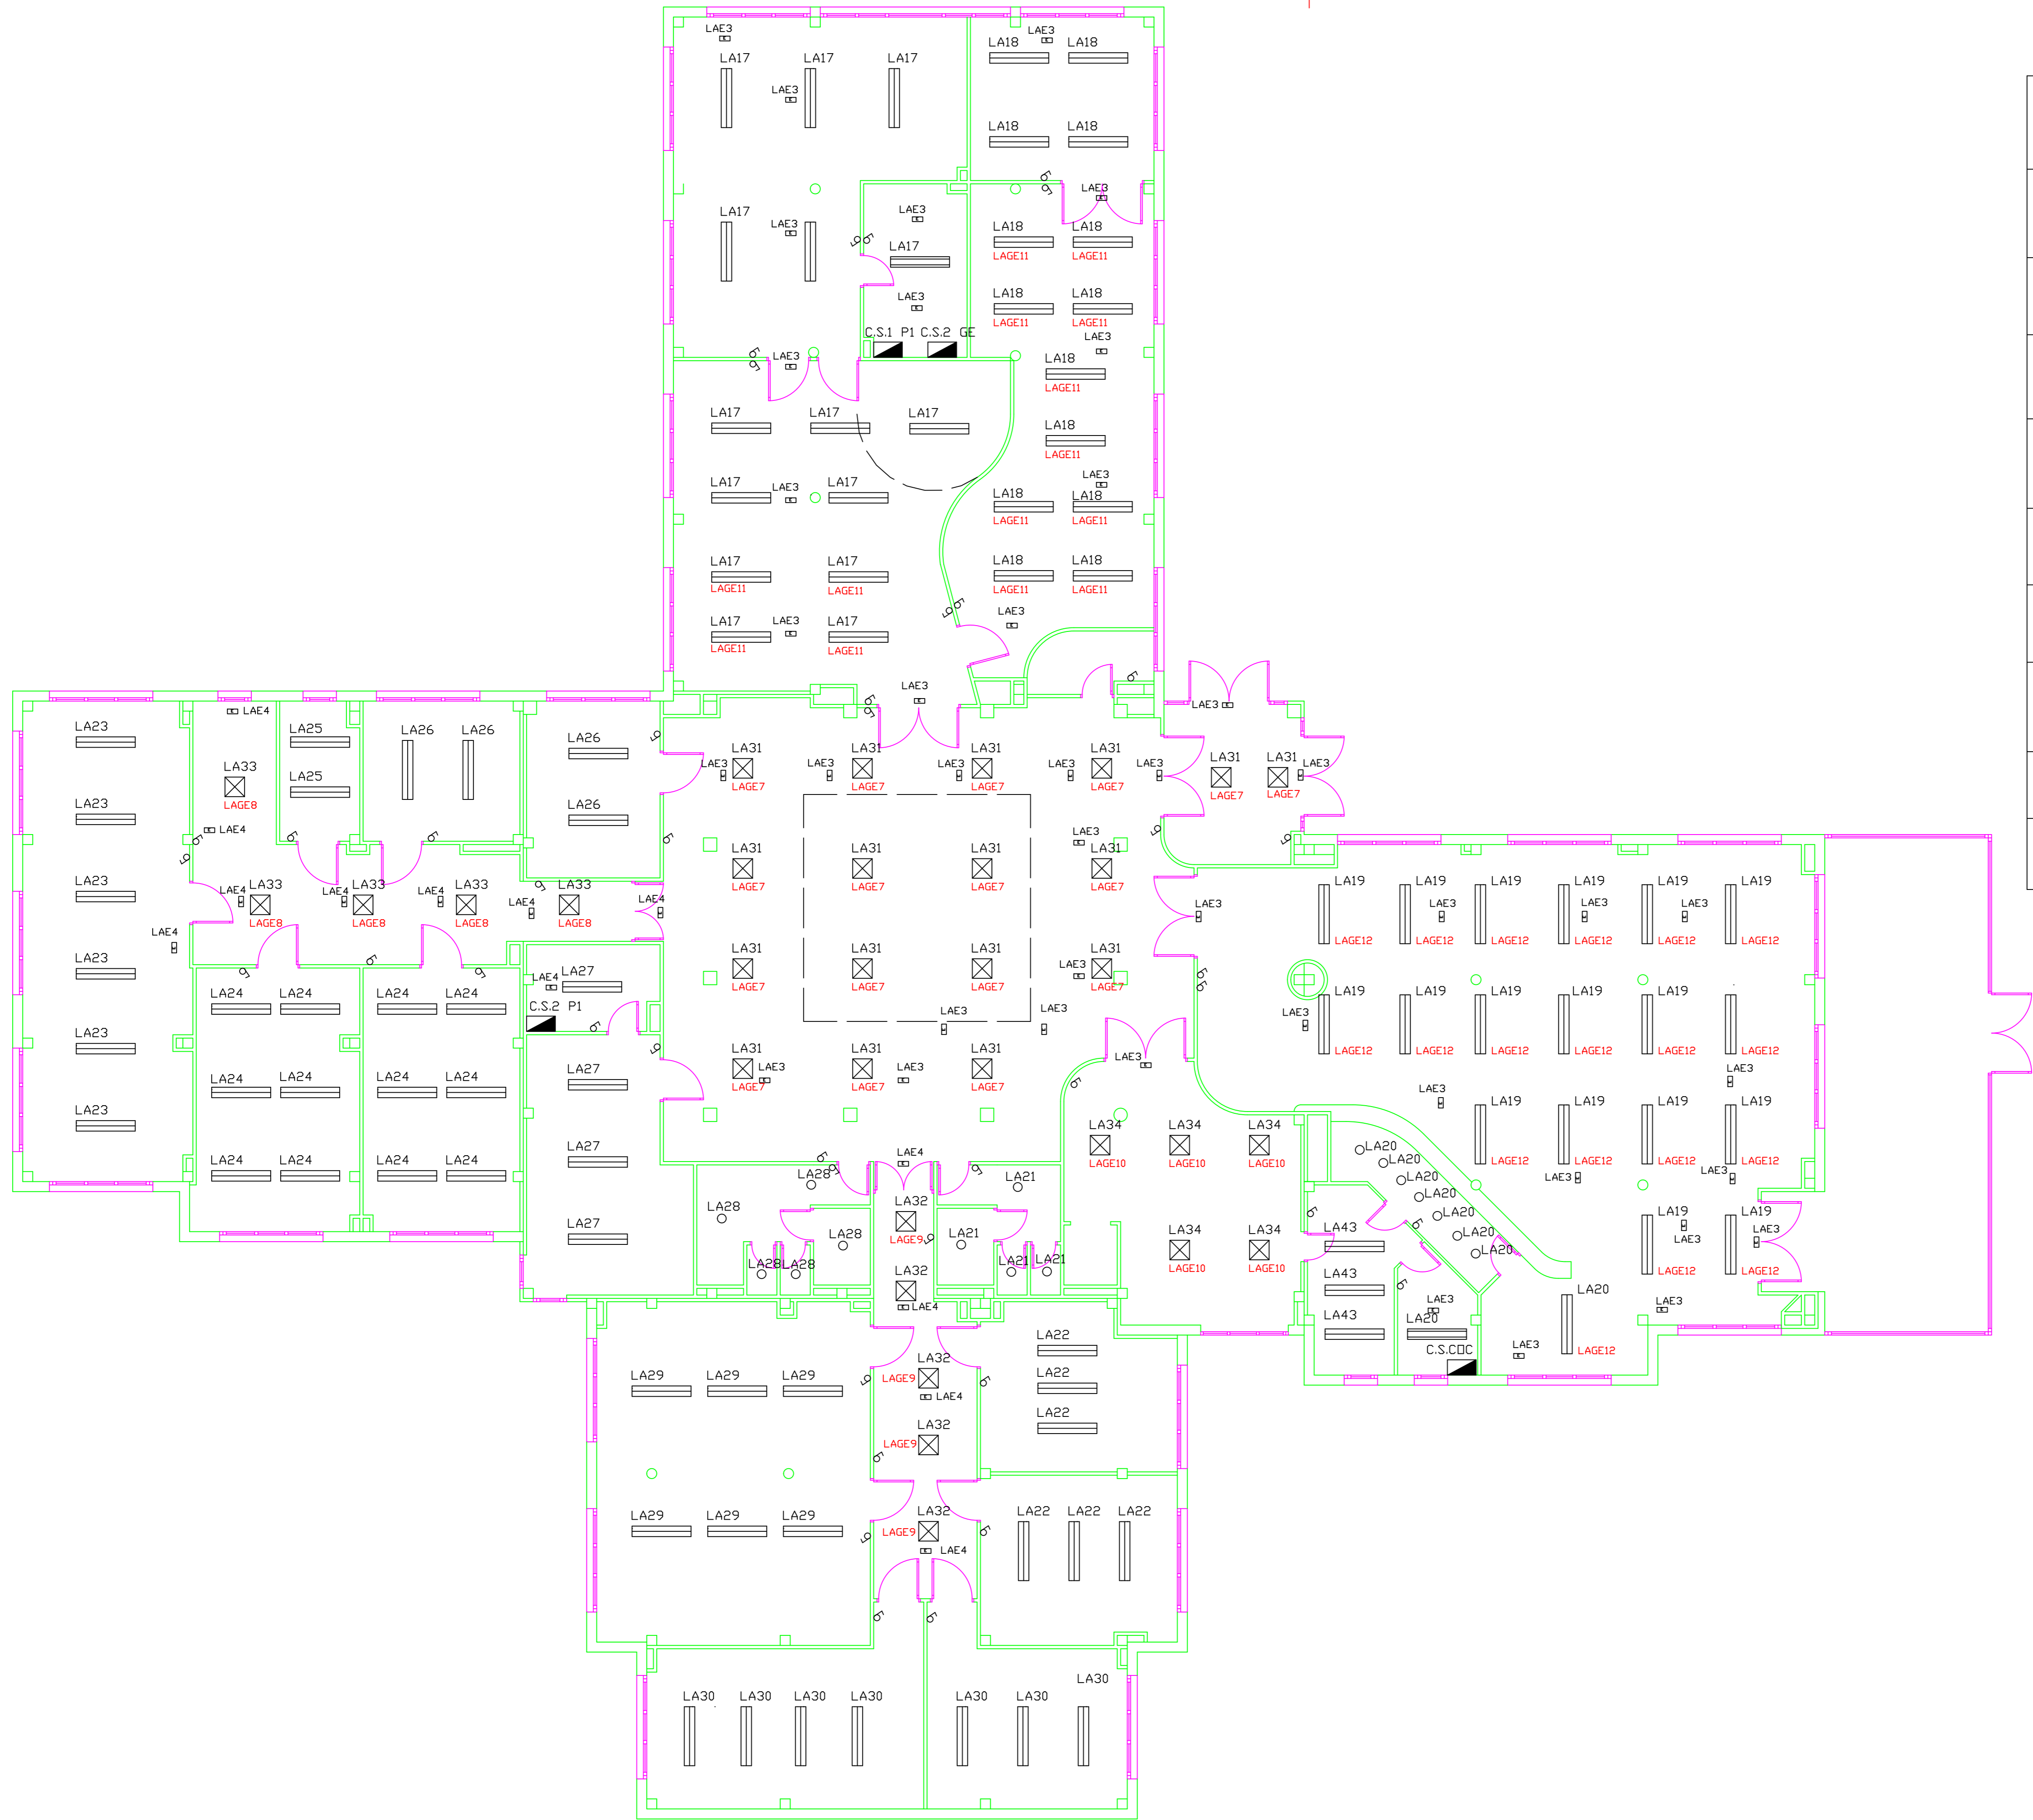 LAE3 LAE3
LA18 LA18
LA17 LA17 LA17
LAE3
LA18 LA18
LAE3
LA17 LAE3 LAE3
LA17 LA18 LA18
LAGE11 LAGE11
LAE3 LA18 LA18
LAGE11 LAGE11
C.S.1 P1 C.S.2 GE
LAE3
LAE3 LA18
LAGE11
LA17 LA17 LA17
LA18
LAGE11
LAE3
LA17 LAE3 LA17 LA18 LA18
LAGE11 LAGE11
LA17 LA17 LA18 LA18
LAGE11 LAGE11 LAGE11 LAGE11
LAE3
LA17 LAE3 LA17
LAGE11 LAGE11
LAE3
LAE3
LAE4
LA25 LA26 LA26
LA23
LA26
LA31 LA31 LA31 LA31
LAE3 LAE3 LAE3 LAE3 LAE3 LA31 LA31 LAE3
LAGE7 LAGE7 LAGE7 LAGE7 LAGE7 LAGE7
LA33
LAGE8
LA25
LA23
LA26
LAE4
LAE3
LA31 LA31 LA31 LA31
LAGE7 LAGE7 LAGE7 LAGE7
LA23 LAE4 LA33 LAE4 LA33 LAE4 LA33 LAE4 LA33 LAE4
LAGE8 LAGE8 LAGE8 LAGE8
LAE4
LA19 LA19 LA19 LA19 LA19 LA19
LAE3 LAE3 LAE3 LAE3
LAGE12 LAGE12 LAGE12 LAGE12 LAGE12 LAGE12
LA23
LAE4 LA27
LA31 LA31 LA31 LAE3 LA31
LAGE7 LAGE7 LAGE7 LAGE7
LA24 LA24 LA24 LA24
C.S.2 P1
LAE3 LAE3
LA19 LA19 LA19 LA19 LA19 LA19
LAE3
LAGE12 LAGE12 LAGE12 LAGE12 LAGE12 LAGE12
LA23
LA31 LA31 LA31
LAE3 LAE3 LAE3
LAGE7 LAGE7 LAGE7
LA24 LA24 LA24 LA24
LA27
LAE3 LAE3
LA23
LA19 LA19 LA19 LA19
LAGE12 LAGE12 LAGE12 LAGE12
LA34 LA34 LA34
LAGE10 LAGE10 LAGE10
LA20
LA20
LA20
LA20
LA20
LA20
LA20
LA24 LA24 LA24 LA24
LA27
LAE4
LA28 LA21
LAE3 LAE3
LA28 LA32
LAGE9
LA28 LA21
LA27
LA34 LA34
LAGE10 LAGE10
LA19 LA19
LAE3 LAE3
LAGE12 LAGE12
LA43
LA28 LA28 LA21 LA21
LA32
LAE4
LA43
LA20
LAE3 LAE3
LA43 LA20
C.S.COC
LAE3
LAGE12
LA22
LA32
LAGE9
LAE4
LA29 LA29 LA29
LA22
LA22
LA32
LAGE9
LA29 LA29 LA29
LA32
LAGE9
LAE4
LA22 LA22 LA22
LA30 LA30 LA30 LA30 LA30 LA30 LA30